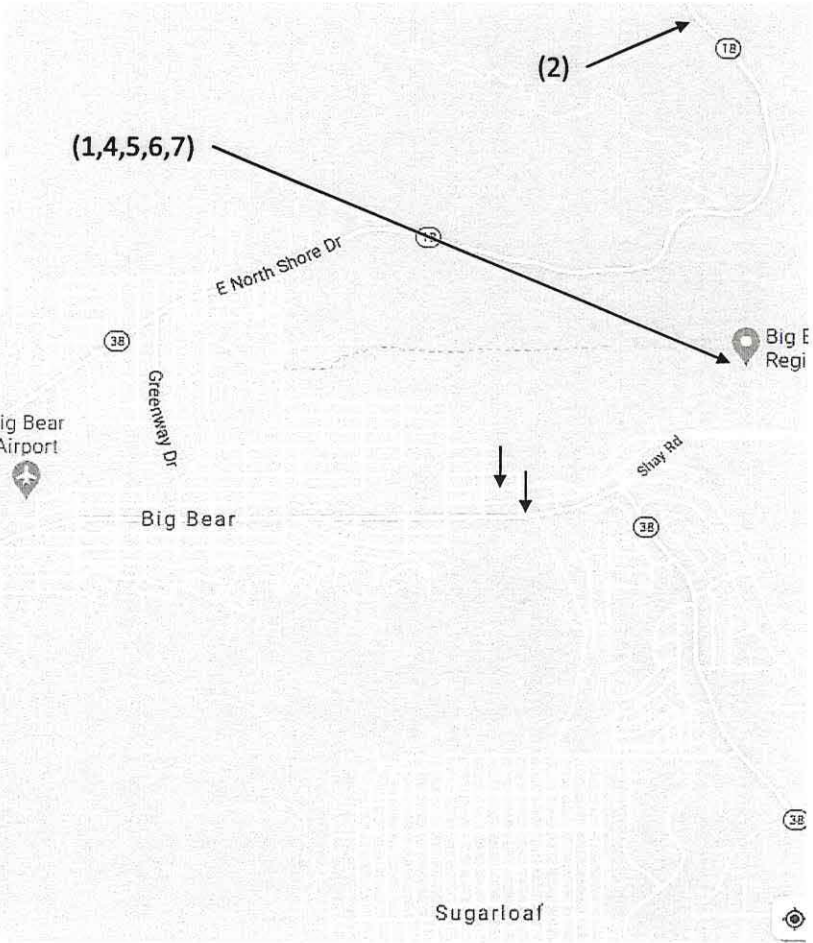 (2)
18
(1,4,5,6,7)
18
E North Shore Dr
38
Big B
Regi
Greenway Dr
ig Bear
Airport
Shay Rd
Big Bear
38
38
Sugarloaf